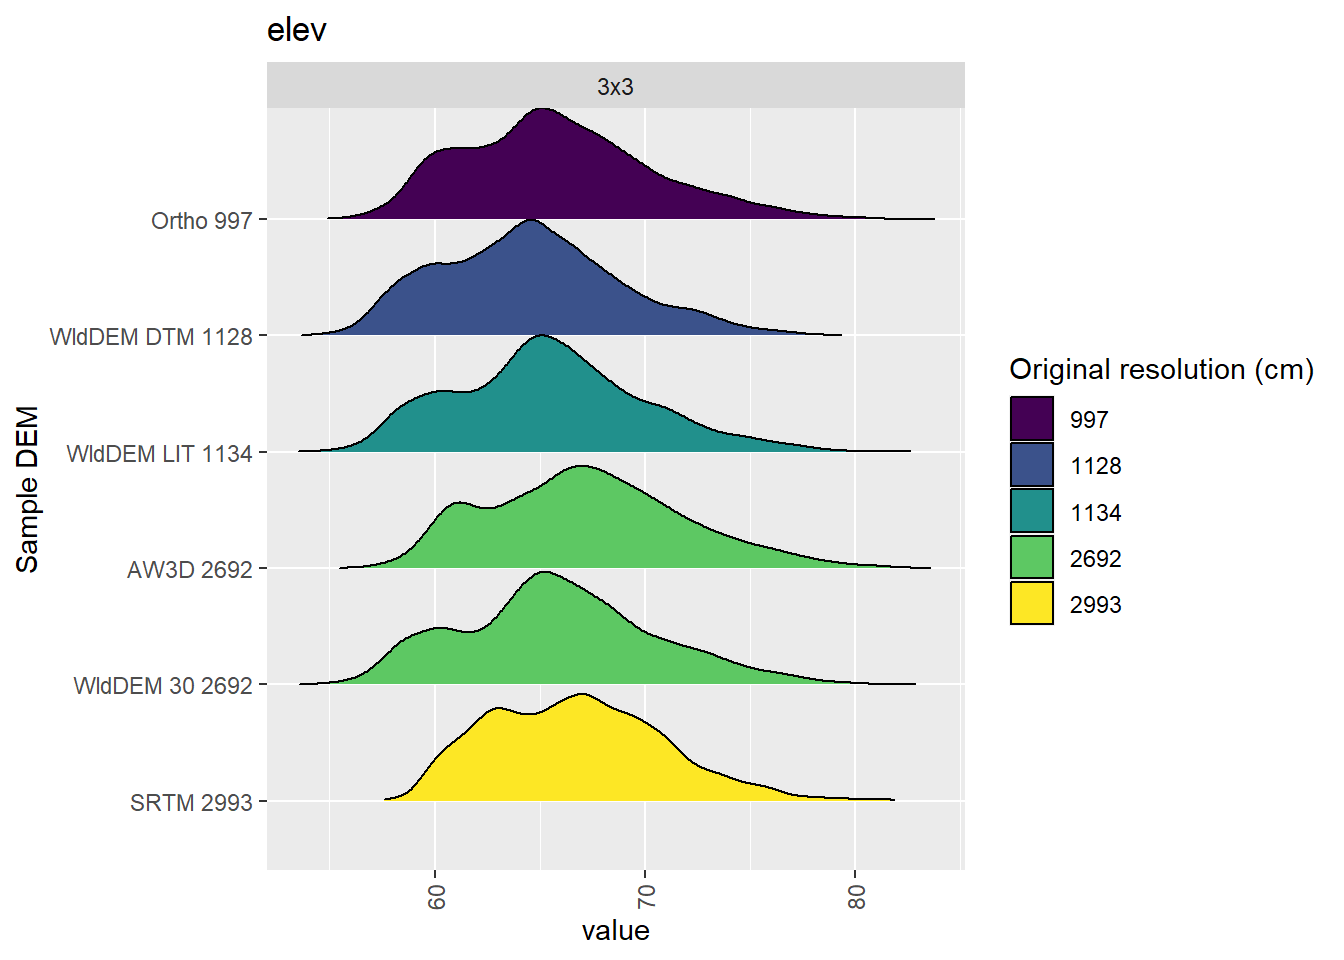 elev
3x3
Sample DEM
Ortho 997
WldDEM DTM 1128
WldDEM LIT 1134
AW3D 2692
WldDEM 30 2692
SRTM 2993
60 70 80
value
Original resolution (cm)
997
1128
1134
2692
2993